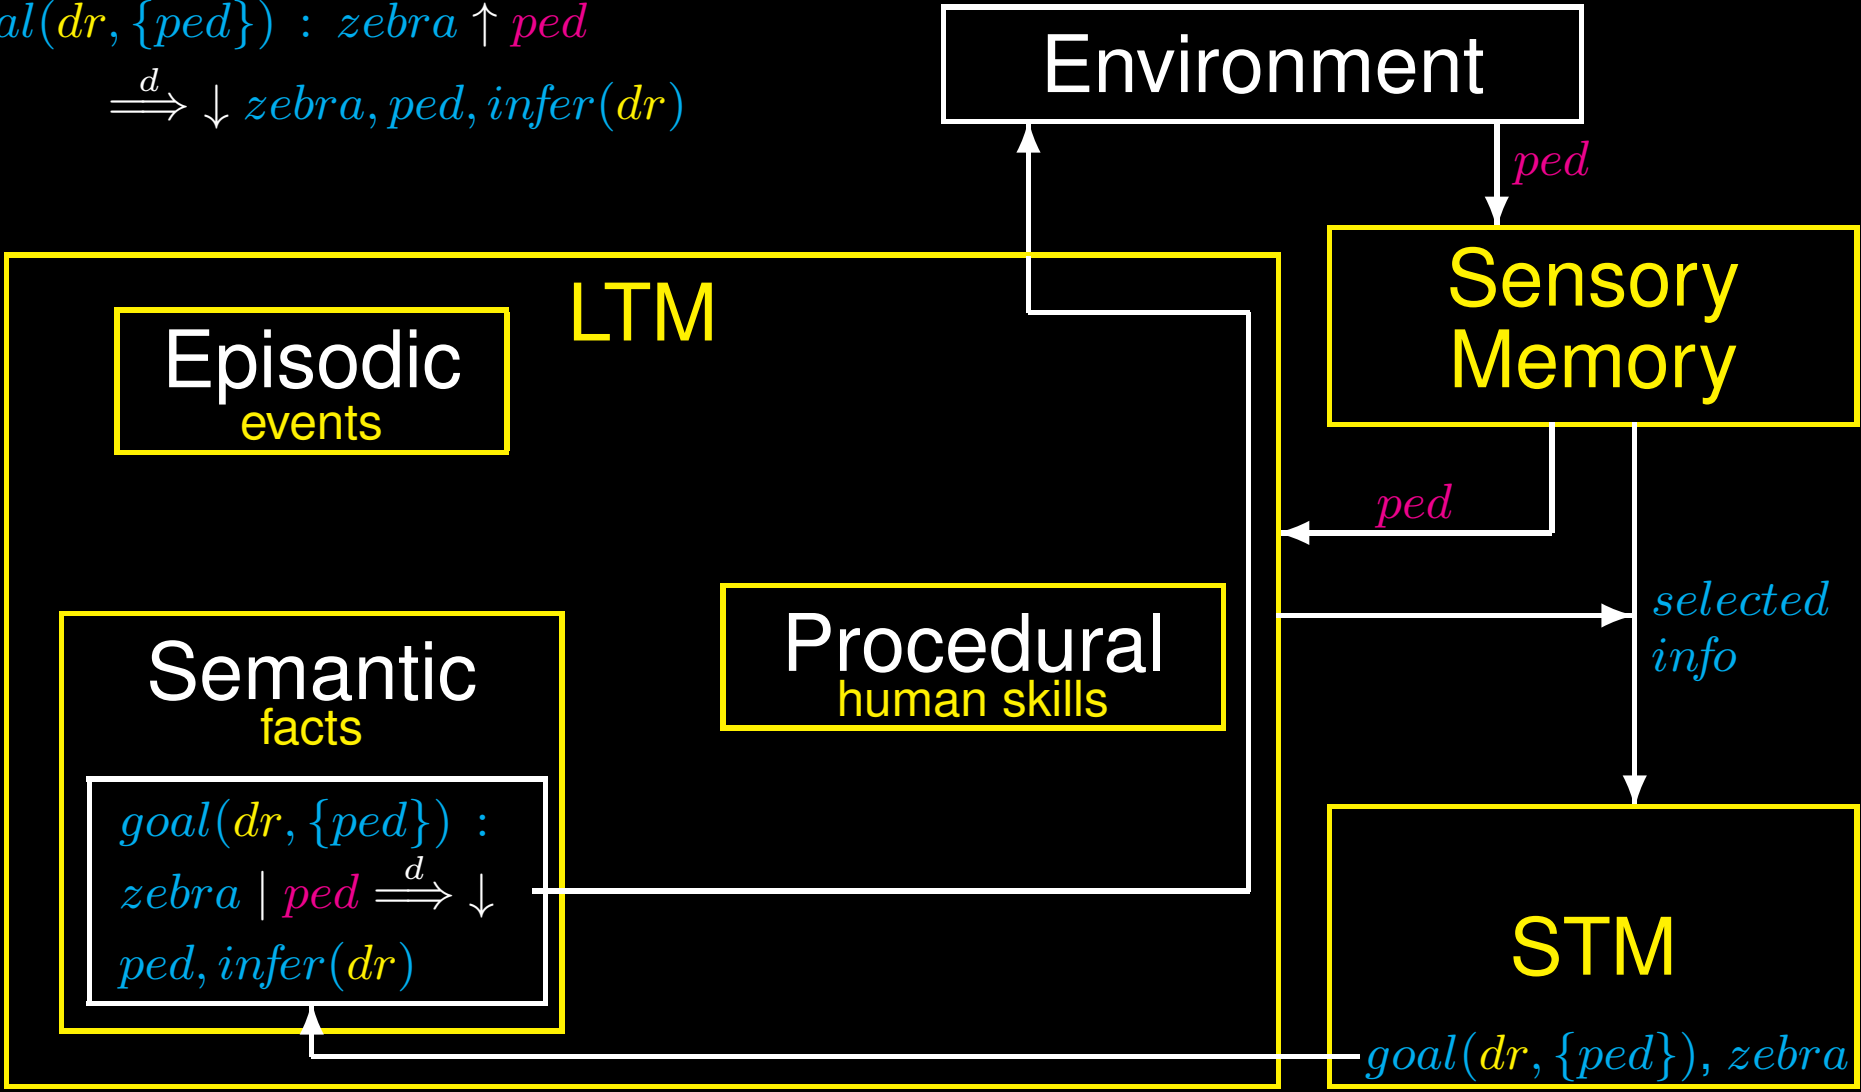 al(dr, {ped}) : zebra ↑ ped
d
⟹ ↓ zebra, ped, infer(dr)
Environment
ped
Sensory
Memory
LTM
Episodic
events
ped
selected
info
Procedural
human skills
Semantic
facts
goal(dr, {ped}) :
d
zebra | ped ⟹ ↓
ped, infer(dr)
STM
goal(dr, {ped}), zebra